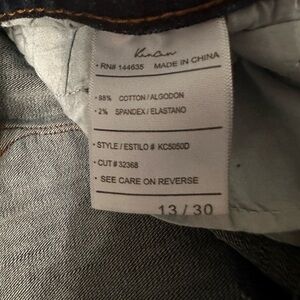 KanCan
• RN# 144635 MADE IN CHINA
• 98% COTTON / ALGODON
• 2% SPANDEX / ELASTANO
• STYLE / ESTILO # KC5050D
• CUT # 32368
• SEE CARE ON REVERSE
13 / 30